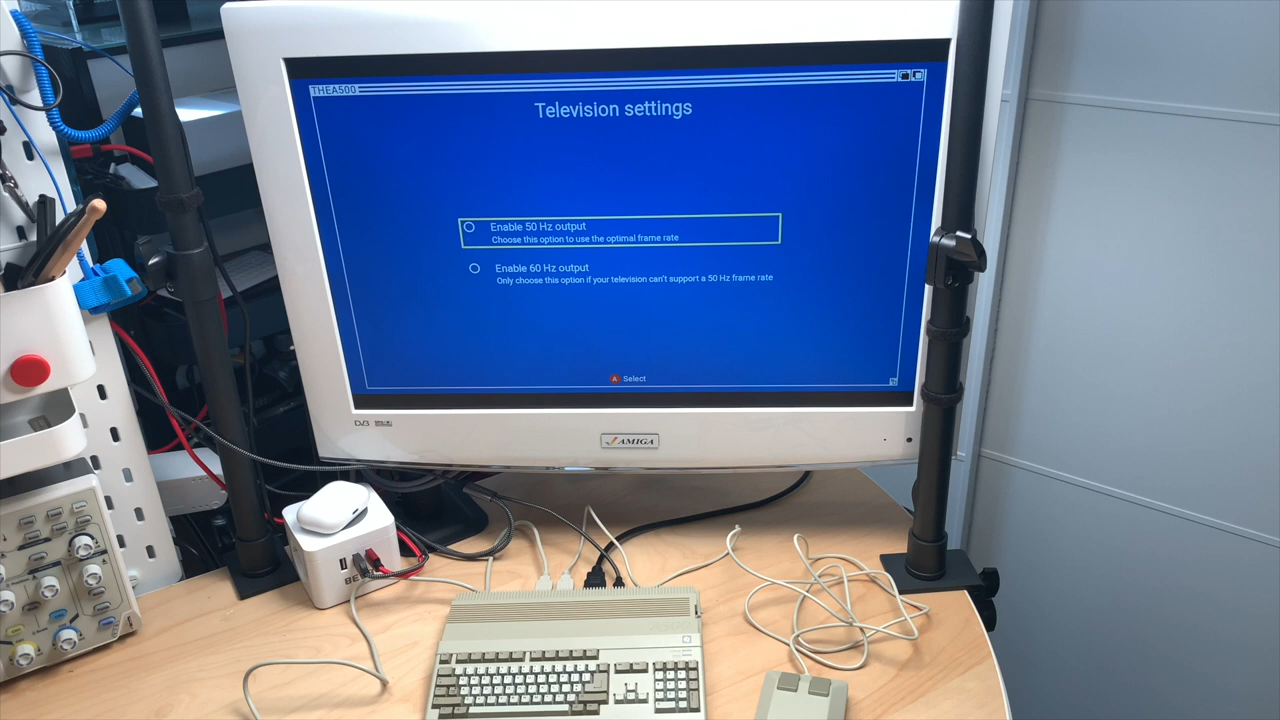 THEA500
Television settings
Enable 50 Hz output
Choose this option to use the optimal frame rate
Enable 60 Hz output
Only choose this option if your television can't support a 50 Hz frame rate
A Select
DVB
AMIGA